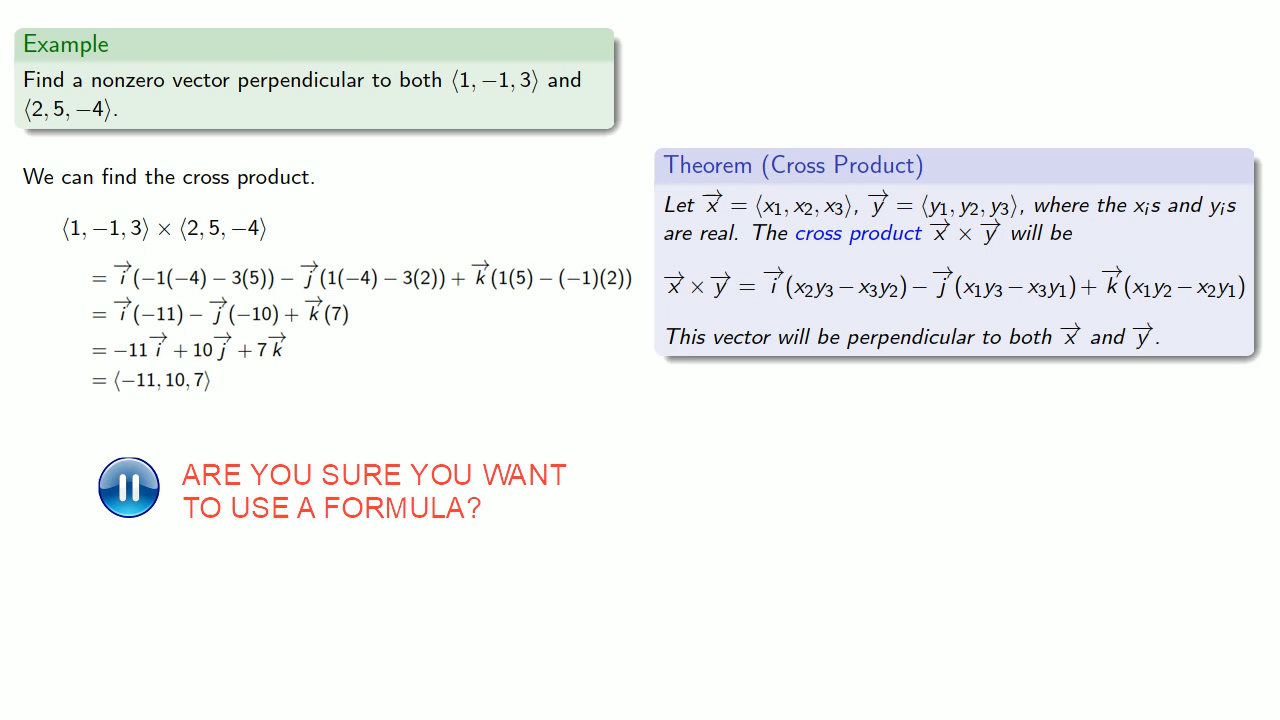 Example
Find a nonzero vector perpendicular to both ⟨1, −1, 3⟩ and
⟨2, 5, −4⟩.
We can find the cross product.
⟨1, −1, 3⟩ × ⟨2, 5, −4⟩
= i⃗(−1(−4) − 3(5)) − j⃗(1(−4) − 3(2)) + k⃗(1(5) − (−1)(2))
= i⃗(−11) − j⃗(−10) + k⃗(7)
= −11i⃗ + 10j⃗ + 7k⃗
= ⟨−11, 10, 7⟩
ARE YOU SURE YOU WANT
TO USE A FORMULA?
Theorem (Cross Product)
Let x⃗ = ⟨x₁, x₂, x₃⟩, y⃗ = ⟨y₁, y₂, y₃⟩, where the xᵢs and yᵢs
are real. The cross product x⃗ × y⃗ will be
x⃗ × y⃗ = i⃗(x₂y₃ − x₃y₂) − j⃗(x₁y₃ − x₃y₁) + k⃗(x₁y₂ − x₂y₁)
This vector will be perpendicular to both x⃗ and y⃗.